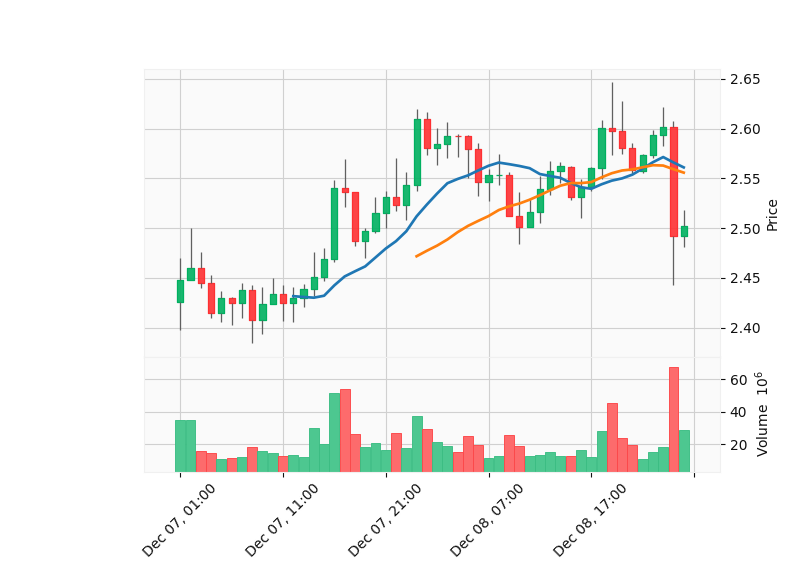 2.65
2.60
2.55
2.50
2.45
2.40
Price
60
40
20
Volume 10^6
Dec 07, 01:00
Dec 07, 11:00
Dec 07, 21:00
Dec 08, 07:00
Dec 08, 17:00